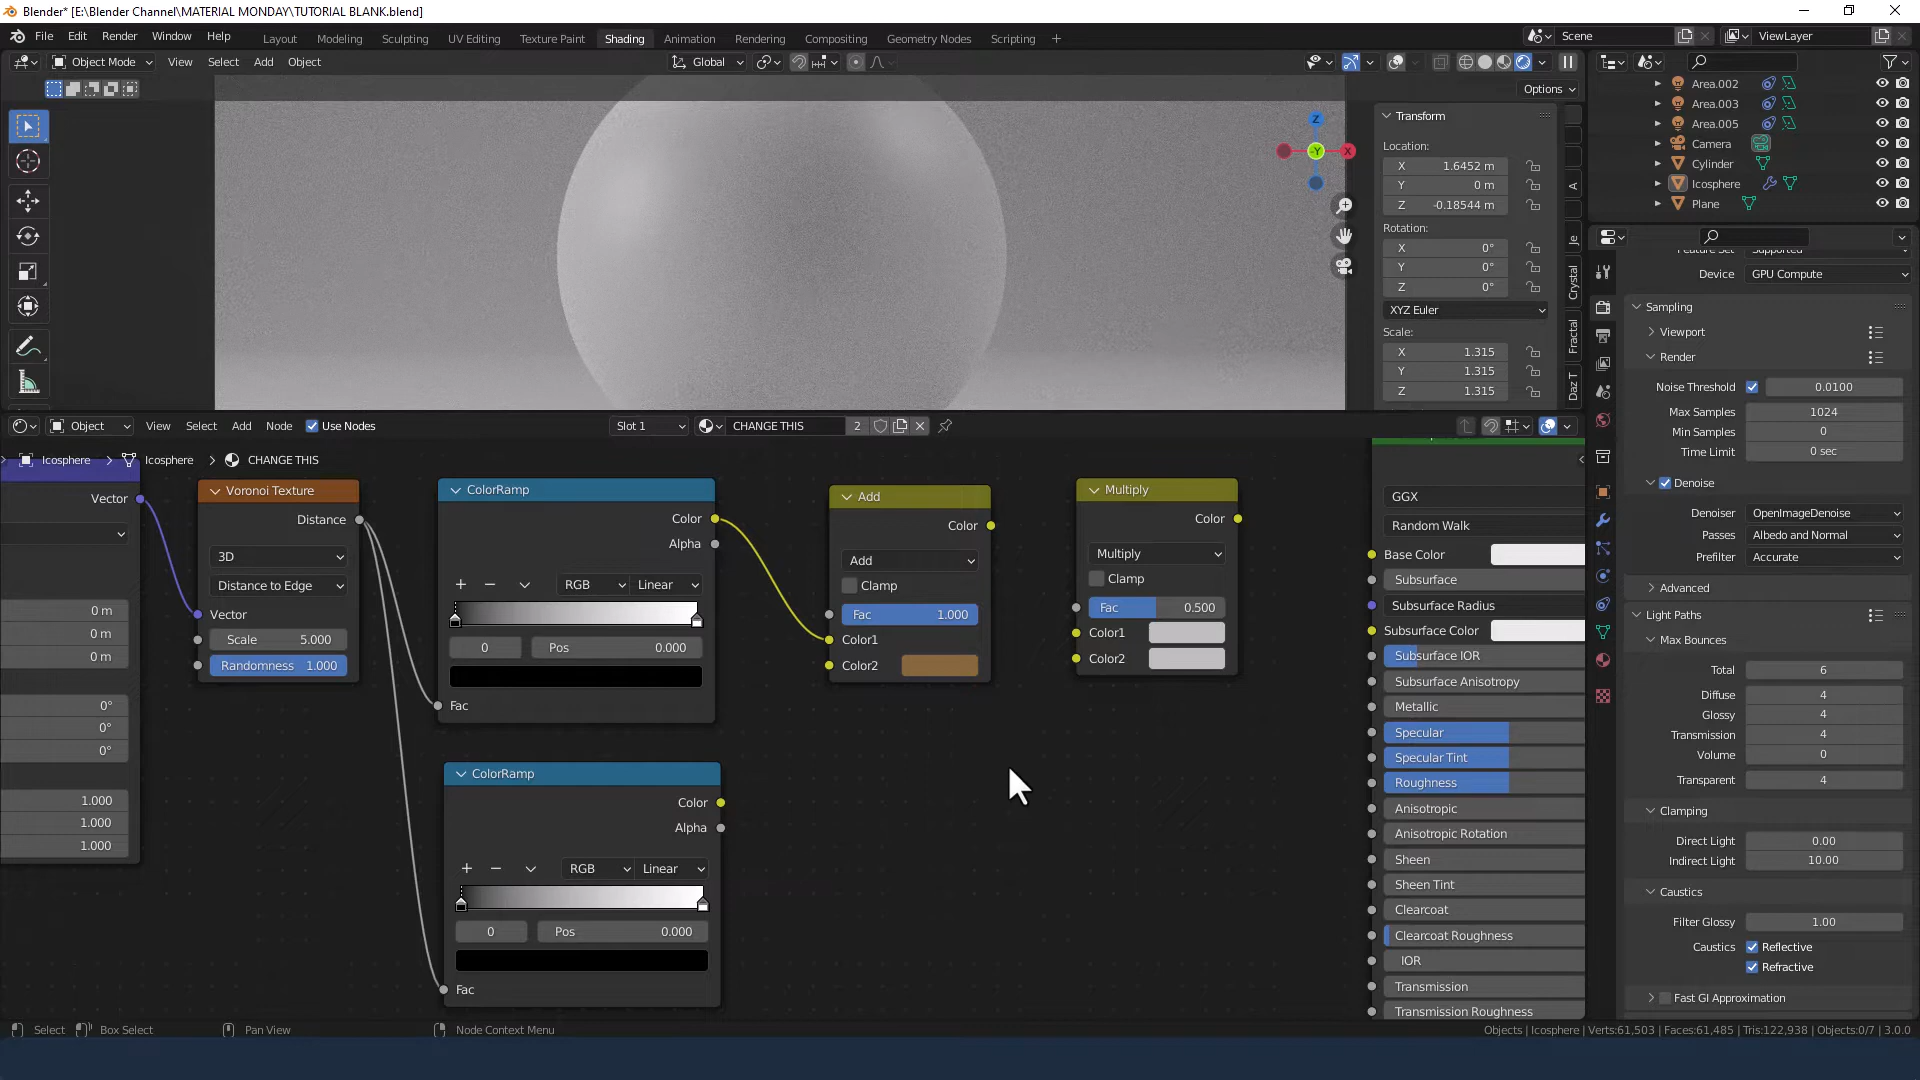 Blender* [E:\Blender Channel\MATERIAL MONDAY\TUTORIAL BLANK.blend]
File Edit Render Window Help
Layout Modeling Sculpting UV Editing Texture Paint Shading Animation Rendering Compositing Geometry Nodes Scripting +
Scene ViewLayer
Object Mode View Select Add Object
Global
Options
Area.002
Area.003
Area.005
Camera
Cylinder
Icosphere
Plane
Z
-Y
X
Transform
Location:
X 1.6452 m
Y 0 m
Z -0.18544 m
Rotation:
X 0°
Y 0°
Z 0°
XYZ Euler
Scale:
X 1.315
Y 1.315
Z 1.315
A
Je
Crystal
Fractal
Daz T
Object View Select Add Node Use Nodes Slot 1 CHANGE THIS 2
Icosphere > Icosphere > CHANGE THIS
Vector
0 m
0 m
0 m
0°
0°
0°
1.000
1.000
1.000
Voronoi Texture
Distance
3D
Distance to Edge
Vector
Scale 5.000
Randomness 1.000
ColorRamp
Color
Alpha
+ − RGB Linear
0 Pos 0.000
Fac
ColorRamp
Color
Alpha
+ − RGB Linear
0 Pos 0.000
Fac
Add
Color
Add
Clamp
Fac 1.000
Color1
Color2
Multiply
Color
Multiply
Clamp
Fac 0.500
Color1
Color2
GGX
Random Walk
Base Color
Subsurface
Subsurface Radius
Subsurface Color
Subsurface IOR
Subsurface Anisotropy
Metallic
Specular
Specular Tint
Roughness
Anisotropic
Anisotropic Rotation
Sheen
Sheen Tint
Clearcoat
Clearcoat Roughness
IOR
Transmission
Transmission Roughness
Feature Set Supported
Device GPU Compute
Sampling
Viewport
Render
Noise Threshold 0.0100
Max Samples 1024
Min Samples 0
Time Limit 0 sec
Denoise
Denoiser OpenImageDenoise
Passes Albedo and Normal
Prefilter Accurate
Advanced
Light Paths
Max Bounces
Total 6
Diffuse 4
Glossy 4
Transmission 4
Volume 0
Transparent 4
Clamping
Direct Light 0.00
Indirect Light 10.00
Caustics
Filter Glossy 1.00
Caustics Reflective
Refractive
Fast GI Approximation
Select Box Select Pan View Node Context Menu
Objects | Icosphere | Verts:61,503 | Faces:61,485 | Tris:122,938 | Objects:0/7 | 3.0.0